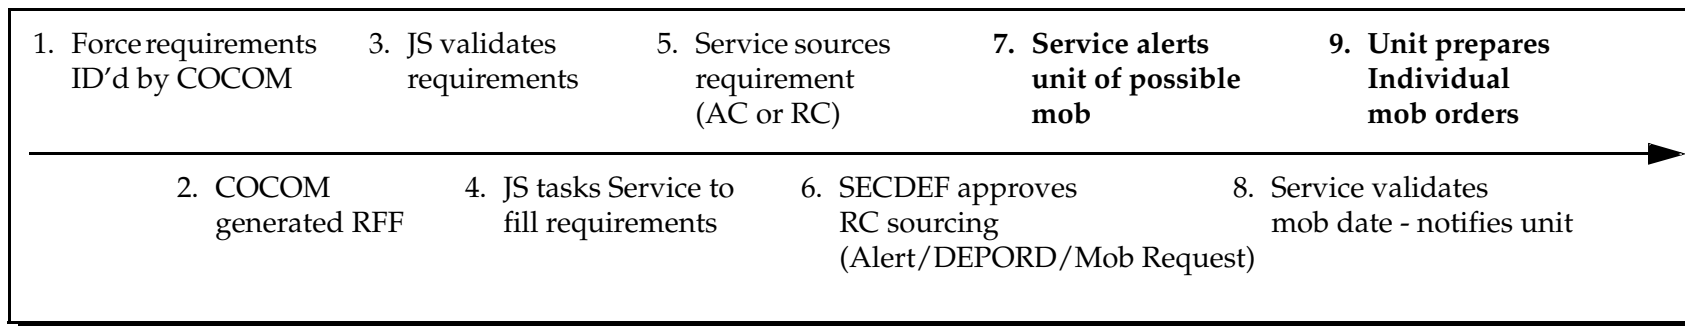 1. Force requirements
ID'd by COCOM
3. JS validates
requirements
5. Service sources
requirement
(AC or RC)
7. Service alerts
unit of possible
mob
9. Unit prepares
Individual
mob orders
2. COCOM
generated RFF
4. JS tasks Service to
fill requirements
6. SECDEF approves
RC sourcing
(Alert/DEPORD/Mob Request)
8. Service validates
mob date - notifies unit